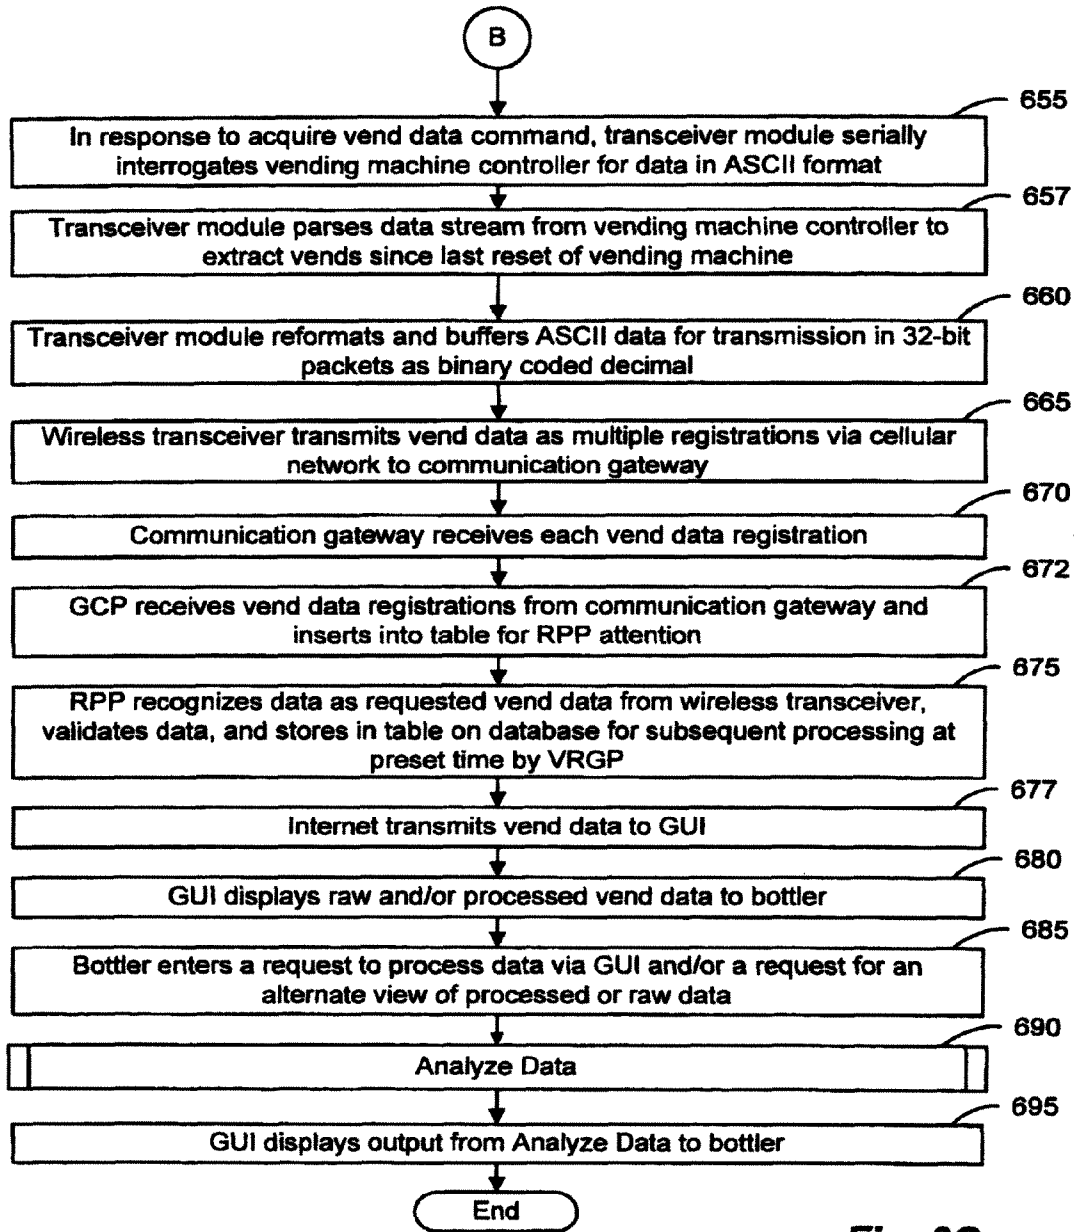 B
655
In response to acquire vend data command, transceiver module serially
interrogates vending machine controller for data in ASCII format
657
Transceiver module parses data stream from vending machine controller to
extract vends since last reset of vending machine
660
Transceiver module reformats and buffers ASCII data for transmission in 32-bit
packets as binary coded decimal
665
Wireless transceiver transmits vend data as multiple registrations via cellular
network to communication gateway
670
Communication gateway receives each vend data registration
672
GCP receives vend data registrations from communication gateway and
inserts into table for RPP attention
675
RPP recognizes data as requested vend data from wireless transceiver,
validates data, and stores in table on database for subsequent processing at
preset time by VRGP
677
Internet transmits vend data to GUI
680
GUI displays raw and/or processed vend data to bottler
685
Bottler enters a request to process data via GUI and/or a request for an
alternate view of processed or raw data
690
Analyze Data
695
GUI displays output from Analyze Data to bottler
End